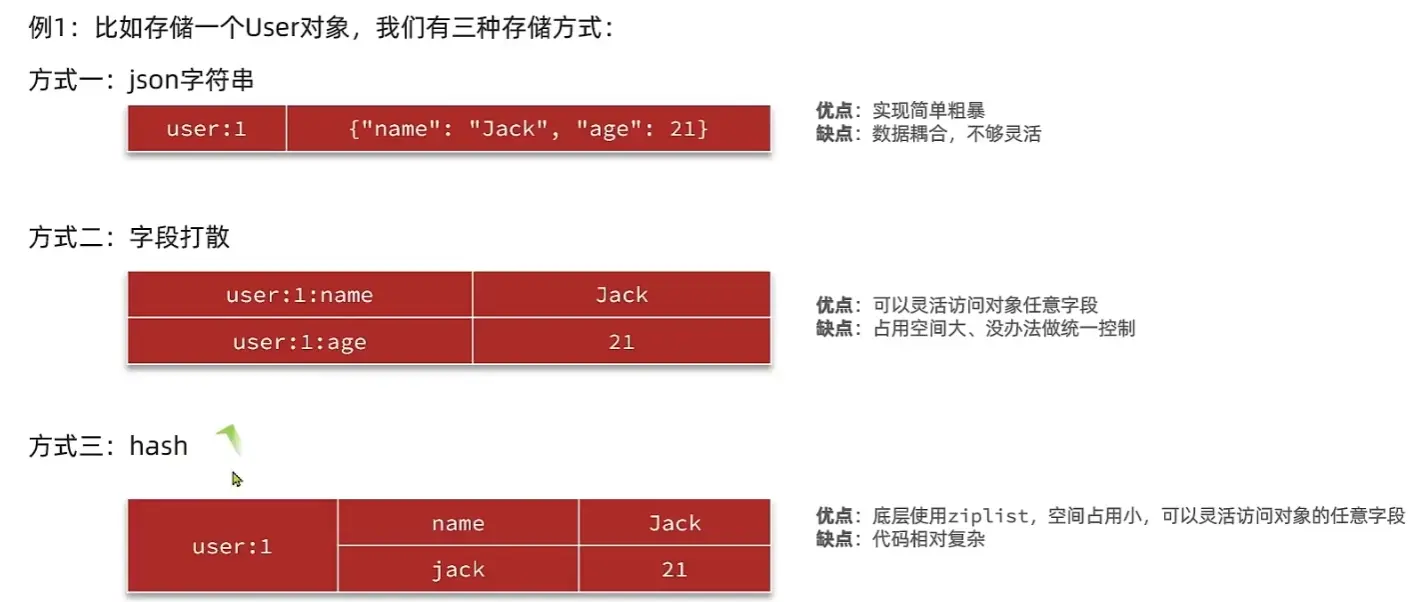 例1：比如存储一个User对象，我们有三种存储方式：
方式一：json字符串
user:1 {"name": "Jack", "age": 21}
优点：实现简单粗暴
缺点：数据耦合，不够灵活
方式二：字段打散
user:1:name Jack
user:1:age 21
优点：可以灵活访问对象任意字段
缺点：占用空间大、没办法做统一控制
方式三：hash
user:1
name Jack
jack 21
优点：底层使用ziplist，空间占用小，可以灵活访问对象的任意字段
缺点：代码相对复杂